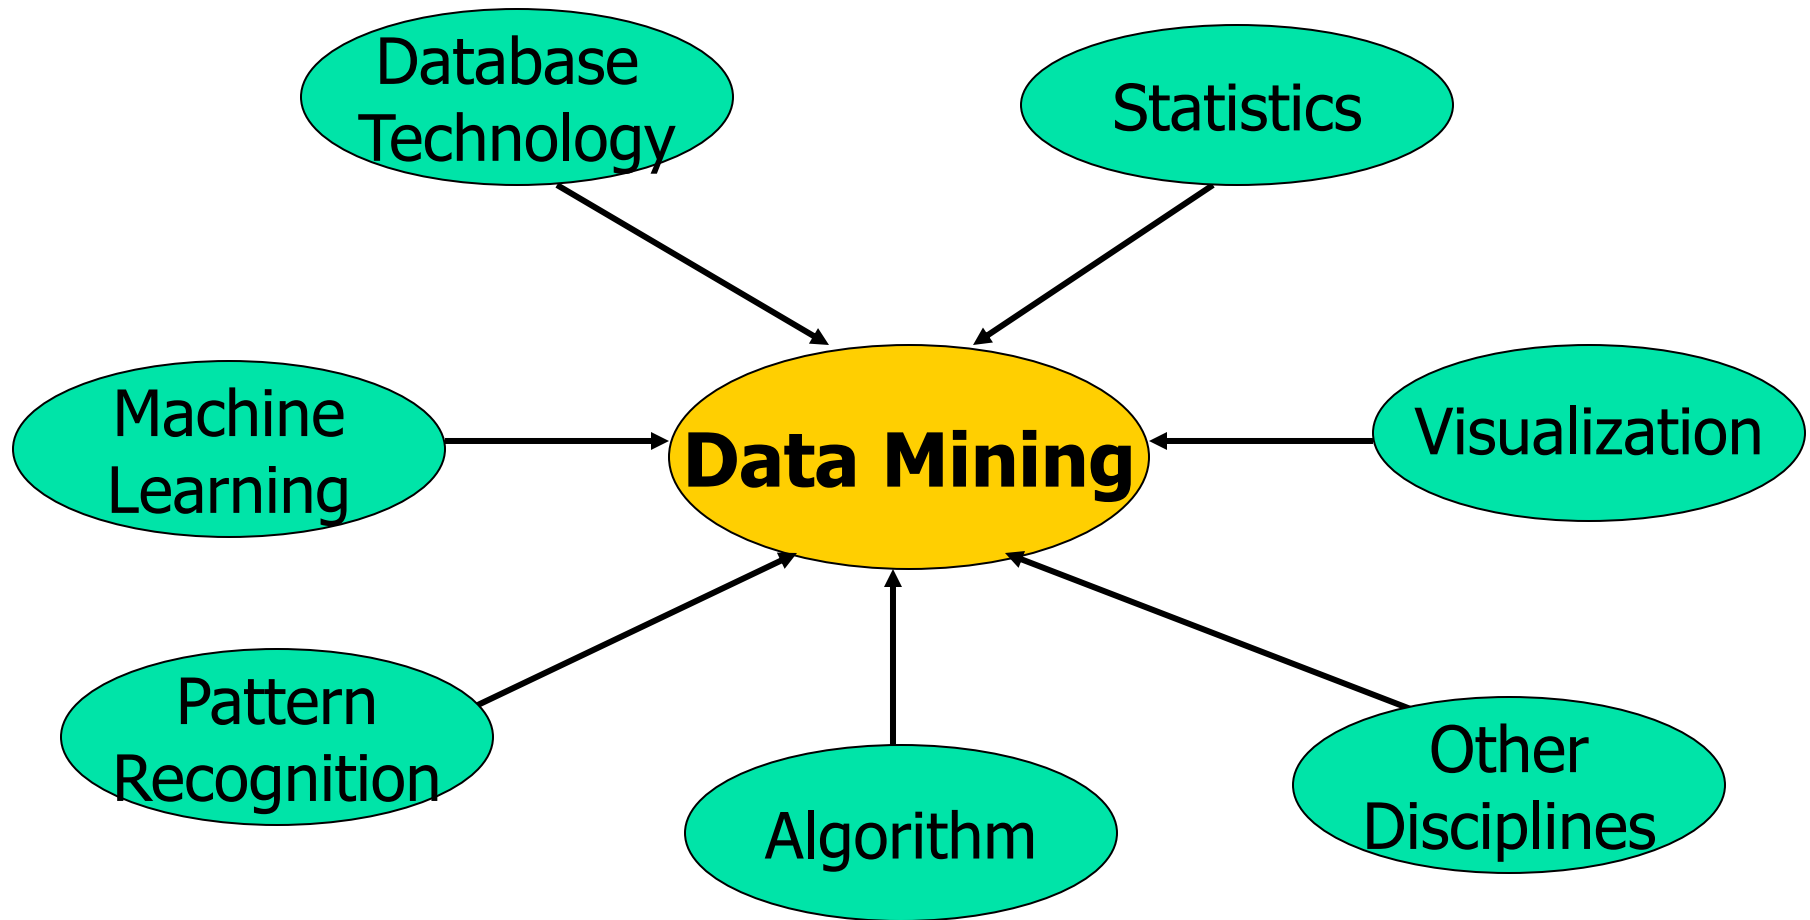 Database
Technology
Statistics
Machine
Learning
Data Mining
Visualization
Pattern
Recognition
Algorithm
Other
Disciplines